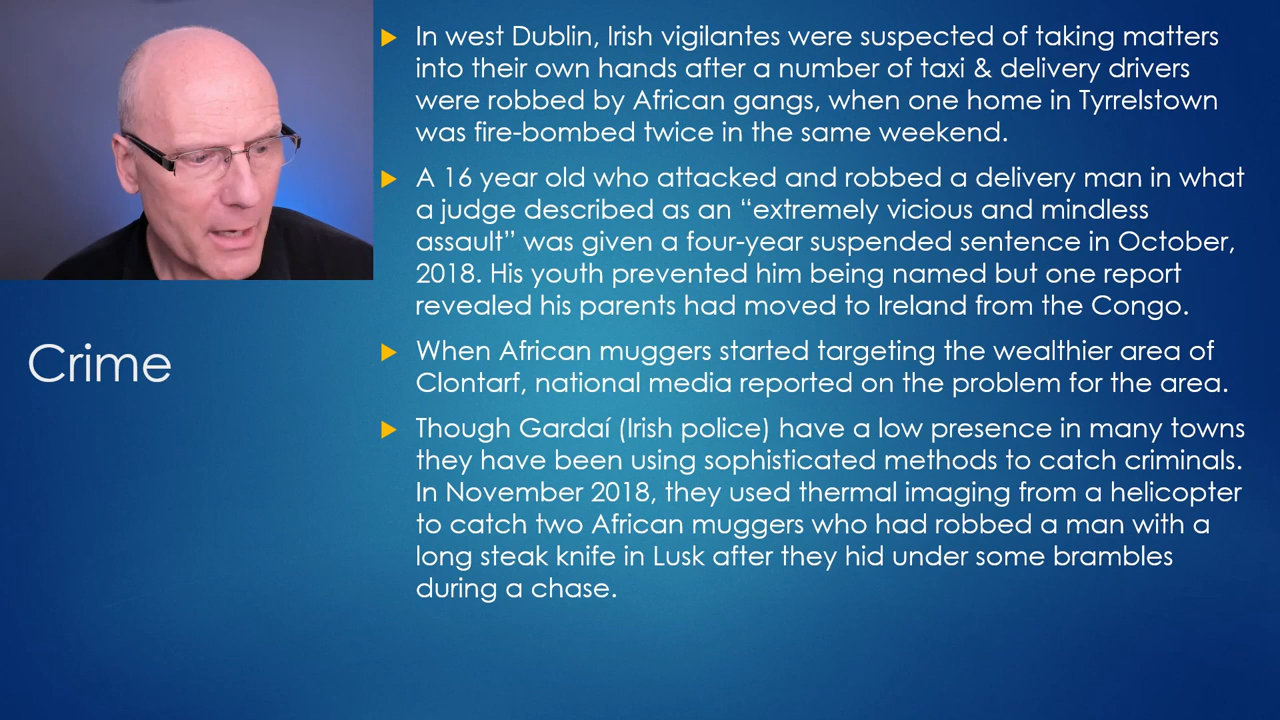 In west Dublin, Irish vigilantes were suspected of taking matters
into their own hands after a number of taxi & delivery drivers
were robbed by African gangs, when one home in Tyrrelstown
was fire-bombed twice in the same weekend.
A 16 year old who attacked and robbed a delivery man in what
a judge described as an “extremely vicious and mindless
assault” was given a four-year suspended sentence in October,
2018. His youth prevented him being named but one report
revealed his parents had moved to Ireland from the Congo.
Crime
When African muggers started targeting the wealthier area of
Clontarf, national media reported on the problem for the area.
Though Gardaí (Irish police) have a low presence in many towns
they have been using sophisticated methods to catch criminals.
In November 2018, they used thermal imaging from a helicopter
to catch two African muggers who had robbed a man with a
long steak knife in Lusk after they hid under some brambles
during a chase.